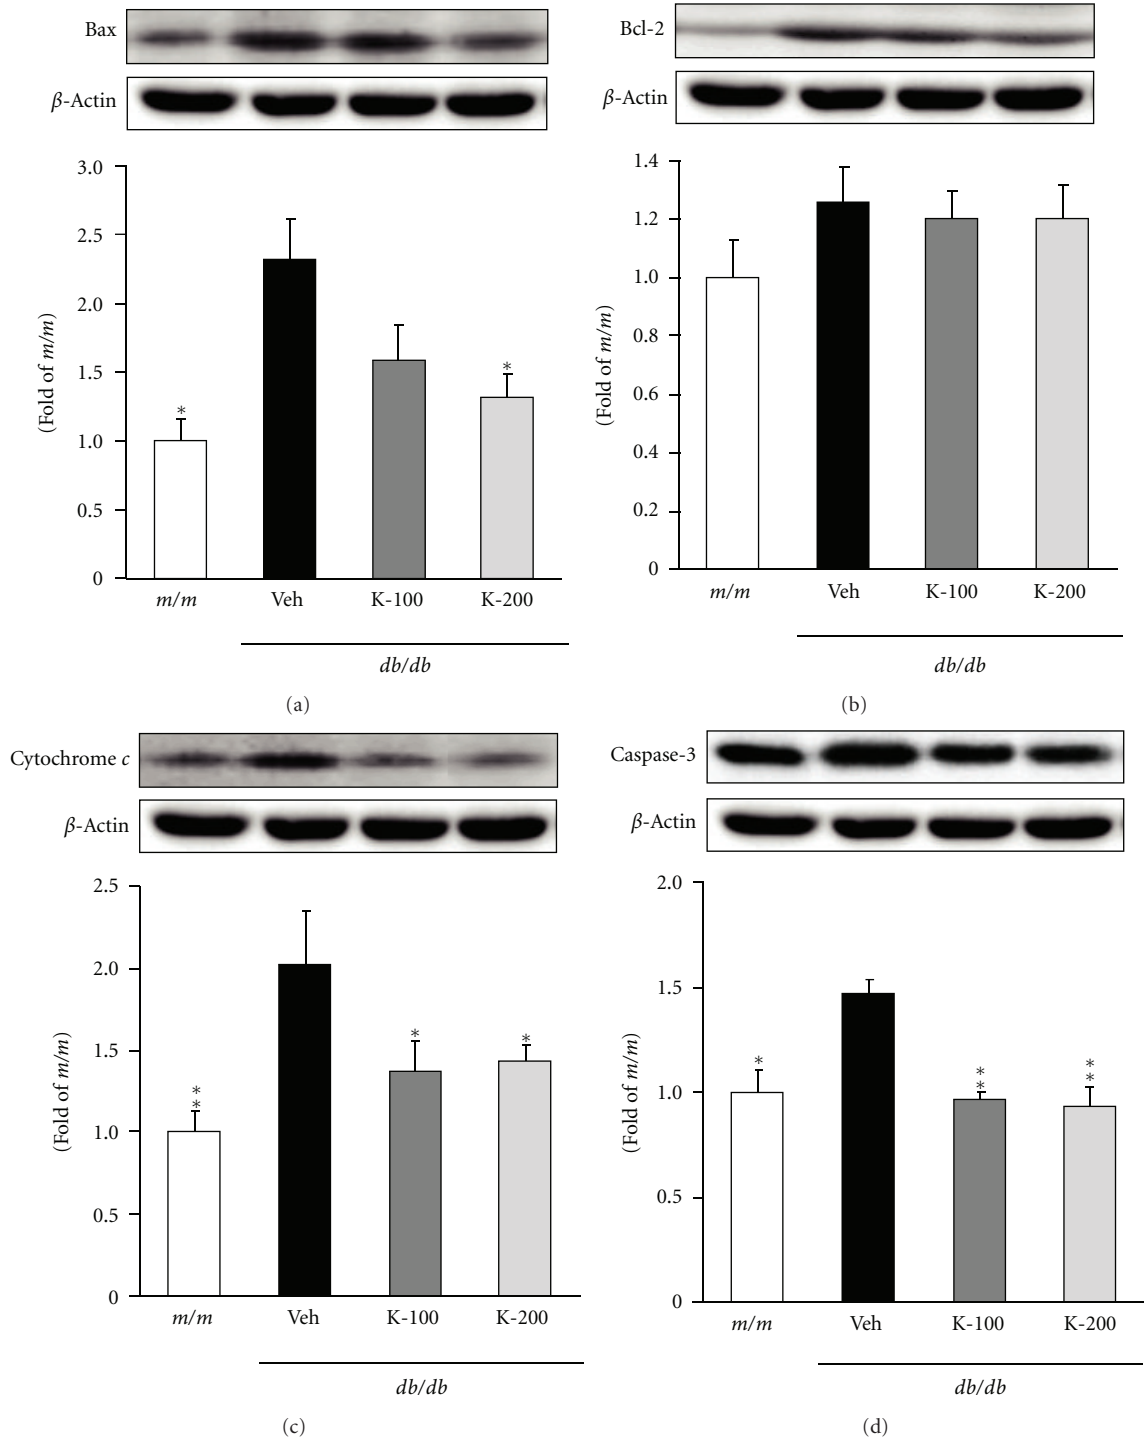 Bax
β-Actin
3.0
2.5
2.0
1.5
1.0
0.5
0
(Fold of m/m)
*
*
m/m Veh K-100 K-200
db/db
(a)
Bcl-2
β-Actin
1.4
1.2
1.0
0.8
0.6
0.4
0.2
0
(Fold of m/m)
m/m Veh K-100 K-200
db/db
(b)
Cytochrome c
β-Actin
2.5
2.0
1.5
1.0
0.5
0
(Fold of m/m)
**
*
*
m/m Veh K-100 K-200
db/db
(c)
Caspase-3
β-Actin
2.0
1.5
1.0
0.5
0
(Fold of m/m)
*
**
**
m/m Veh K-100 K-200
db/db
(d)